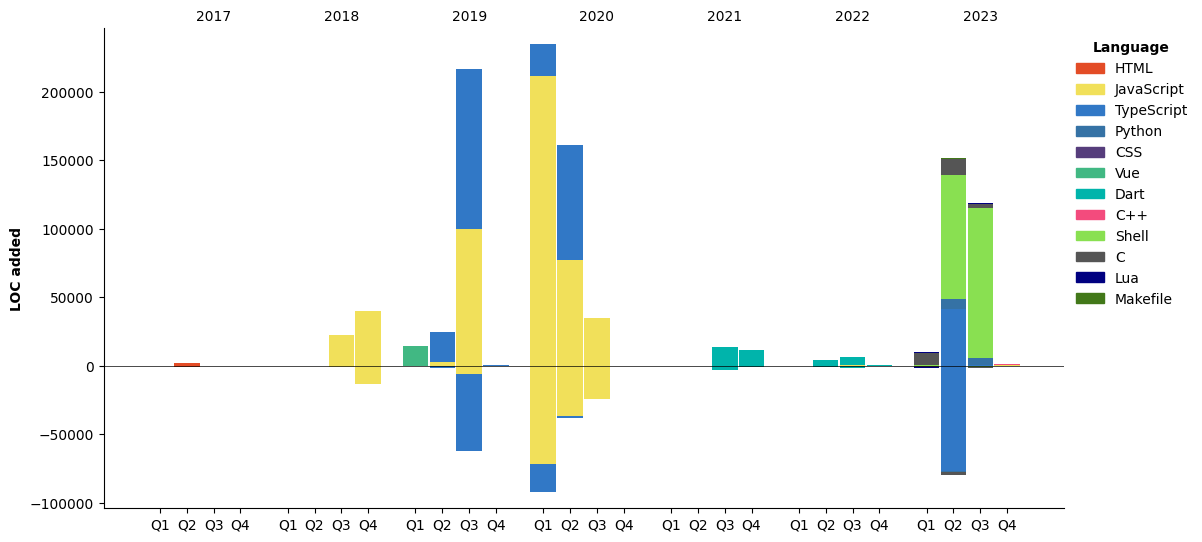 2017 2018 2019 2020 2021 2022 2023
Language
HTML
JavaScript
TypeScript
Python
CSS
Vue
Dart
C++
Shell
C
Lua
Makefile
LOC added
200000
150000
100000
50000
0
−50000
−100000
Q1 Q2 Q3 Q4 Q1 Q2 Q3 Q4 Q1 Q2 Q3 Q4 Q1 Q2 Q3 Q4 Q1 Q2 Q3 Q4 Q1 Q2 Q3 Q4 Q1 Q2 Q3 Q4